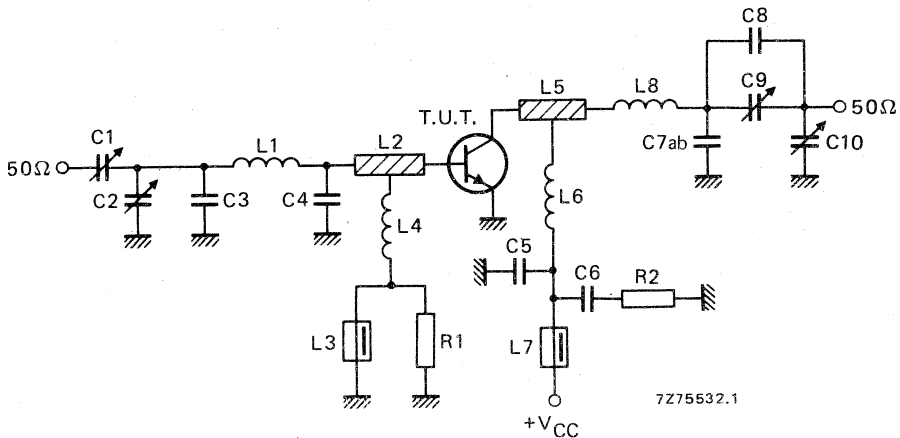 C8
L5
L8
C9
T.U.T.
50Ω
C1
L1
L2
50Ω
C7ab
C10
C2
C3
C4
L4
L6
C5
C6
R2
L3
R1
L7
+VCC
7Z75532.1